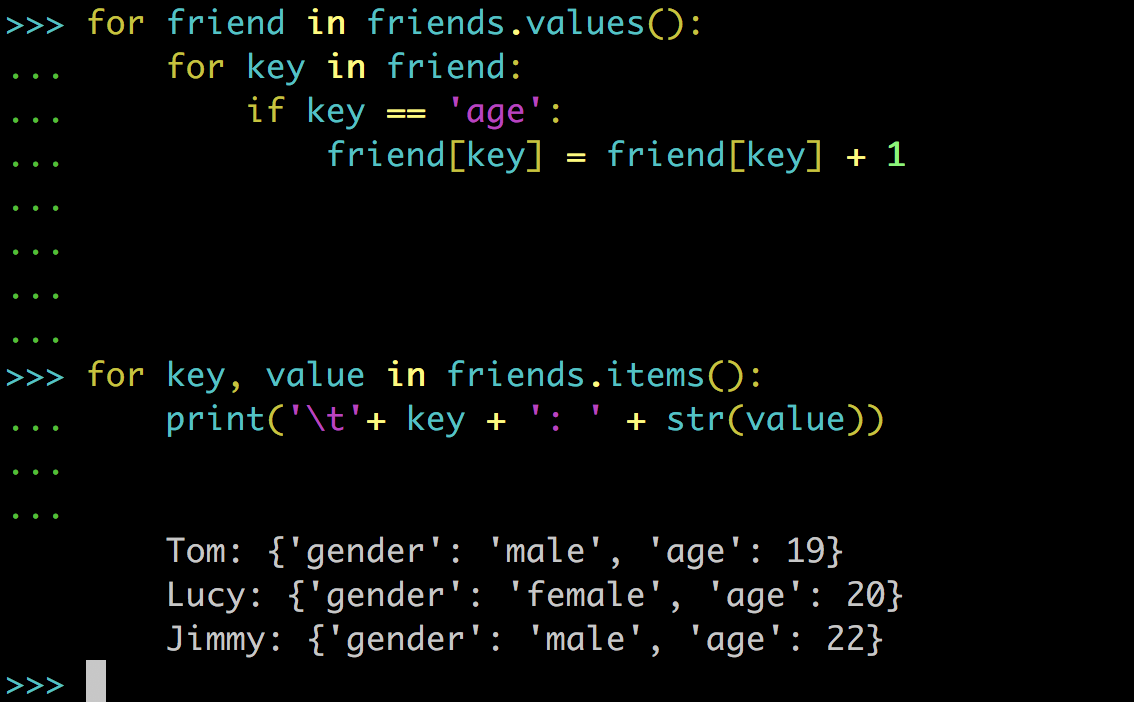 >>> for friend in friends.values():
...     for key in friend:
...         if key == 'age':
...             friend[key] = friend[key] + 1
...
...
...
...
>>> for key, value in friends.items():
...     print('\t'+ key + ': ' + str(value))
...
...
        Tom: {'gender': 'male', 'age': 19}
        Lucy: {'gender': 'female', 'age': 20}
        Jimmy: {'gender': 'male', 'age': 22}
>>>